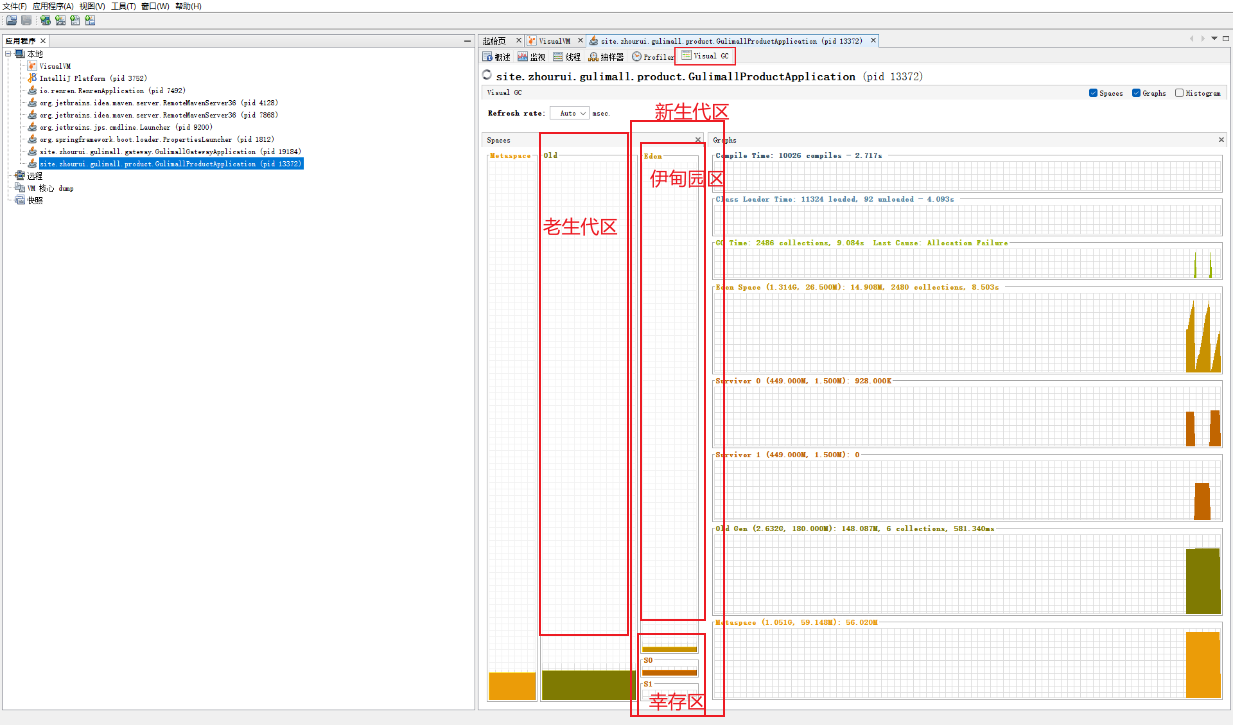 文件(F) 应用程序(A) 视图(V) 工具(T) 窗口(W) 帮助(H)
应用程序
本地
VisualVM
IntelliJ Platform (pid 3752)
io.renren.RenrenApplication (pid 7492)
org.jetbrains.idea.maven.server.RemoteMavenServer36 (pid 4128)
org.jetbrains.idea.maven.server.RemoteMavenServer36 (pid 7868)
org.jetbrains.jps.cmdline.Launcher (pid 9200)
org.springframework.boot.loader.PropertiesLauncher (pid 1812)
site.zhourui.gulimall.gateway.GulimallGatewayApplication (pid 19184)
site.zhourui.gulimall.product.GulimallProductApplication (pid 13372)
远程
VM 核心 dump
快照
起始页 VisualVM site.zhourui.gulimall.product.GulimallProductApplication (pid 13372)
概述 监视 线程 抽样器 Profiler Visual GC
site.zhourui.gulimall.product.GulimallProductApplication (pid 13372)
Visual GC Spaces Graphs Histogram
Refresh rate: Auto msec.
新生代区
Spaces
Metaspace Old Eden
伊甸园区
老生代区
S0
S1
幸存区
Graphs
Compile Time: 10026 compiles - 2.717s
Class Loader Time: 11324 loaded, 92 unloaded - 4.093s
GC Time: 2486 collections, 9.084s Last Cause: Allocation Failure
Eden Space (1.314G, 26.500M): 14.908M, 2480 collections, 8.503s
Survivor 0 (449.000M, 1.500M): 928.000K
Survivor 1 (449.000M, 1.500M): 0
Old Gen (2.632G, 180.000M): 148.087M, 6 collections, 581.340ms
Metaspace (1.051G, 59.148M): 56.020M